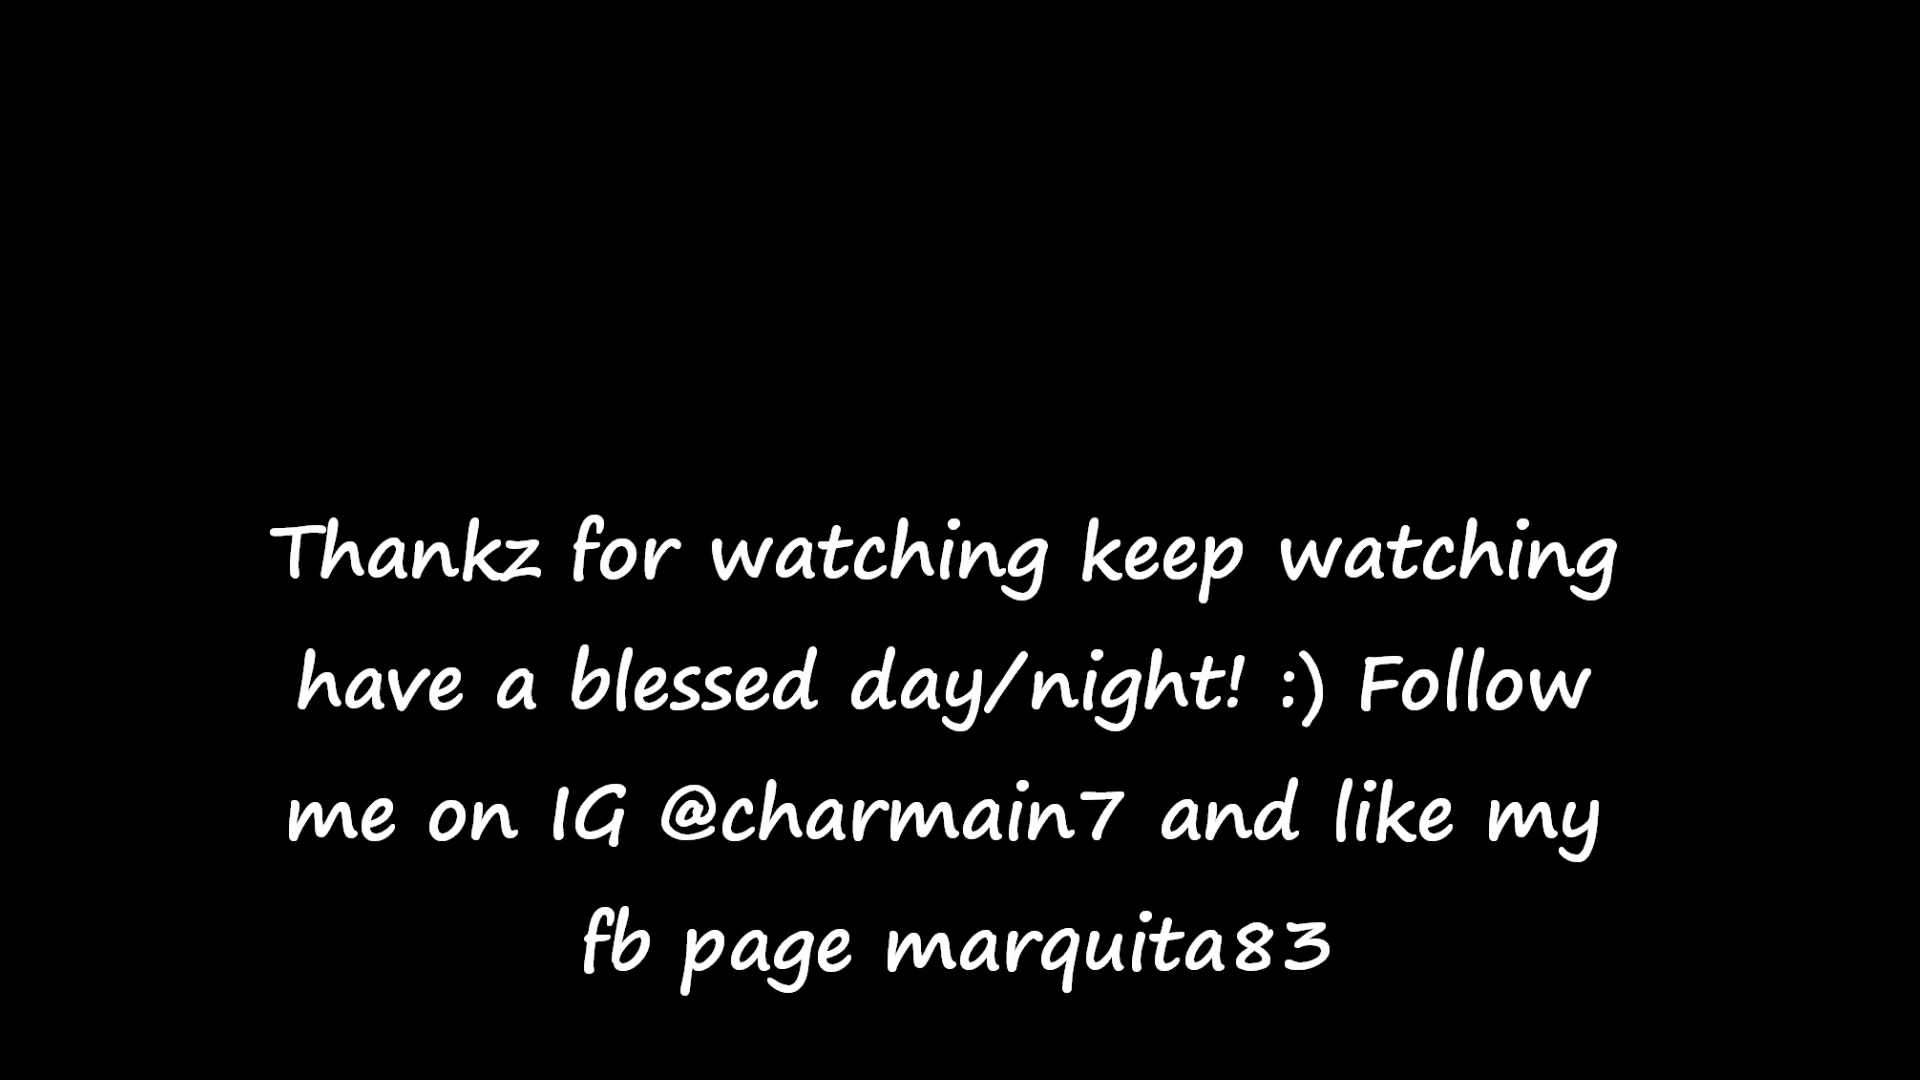 Thankz for watching keep watching
have a blessed day/night! :) Follow
me on IG @charmain7 and like my
fb page marquita83